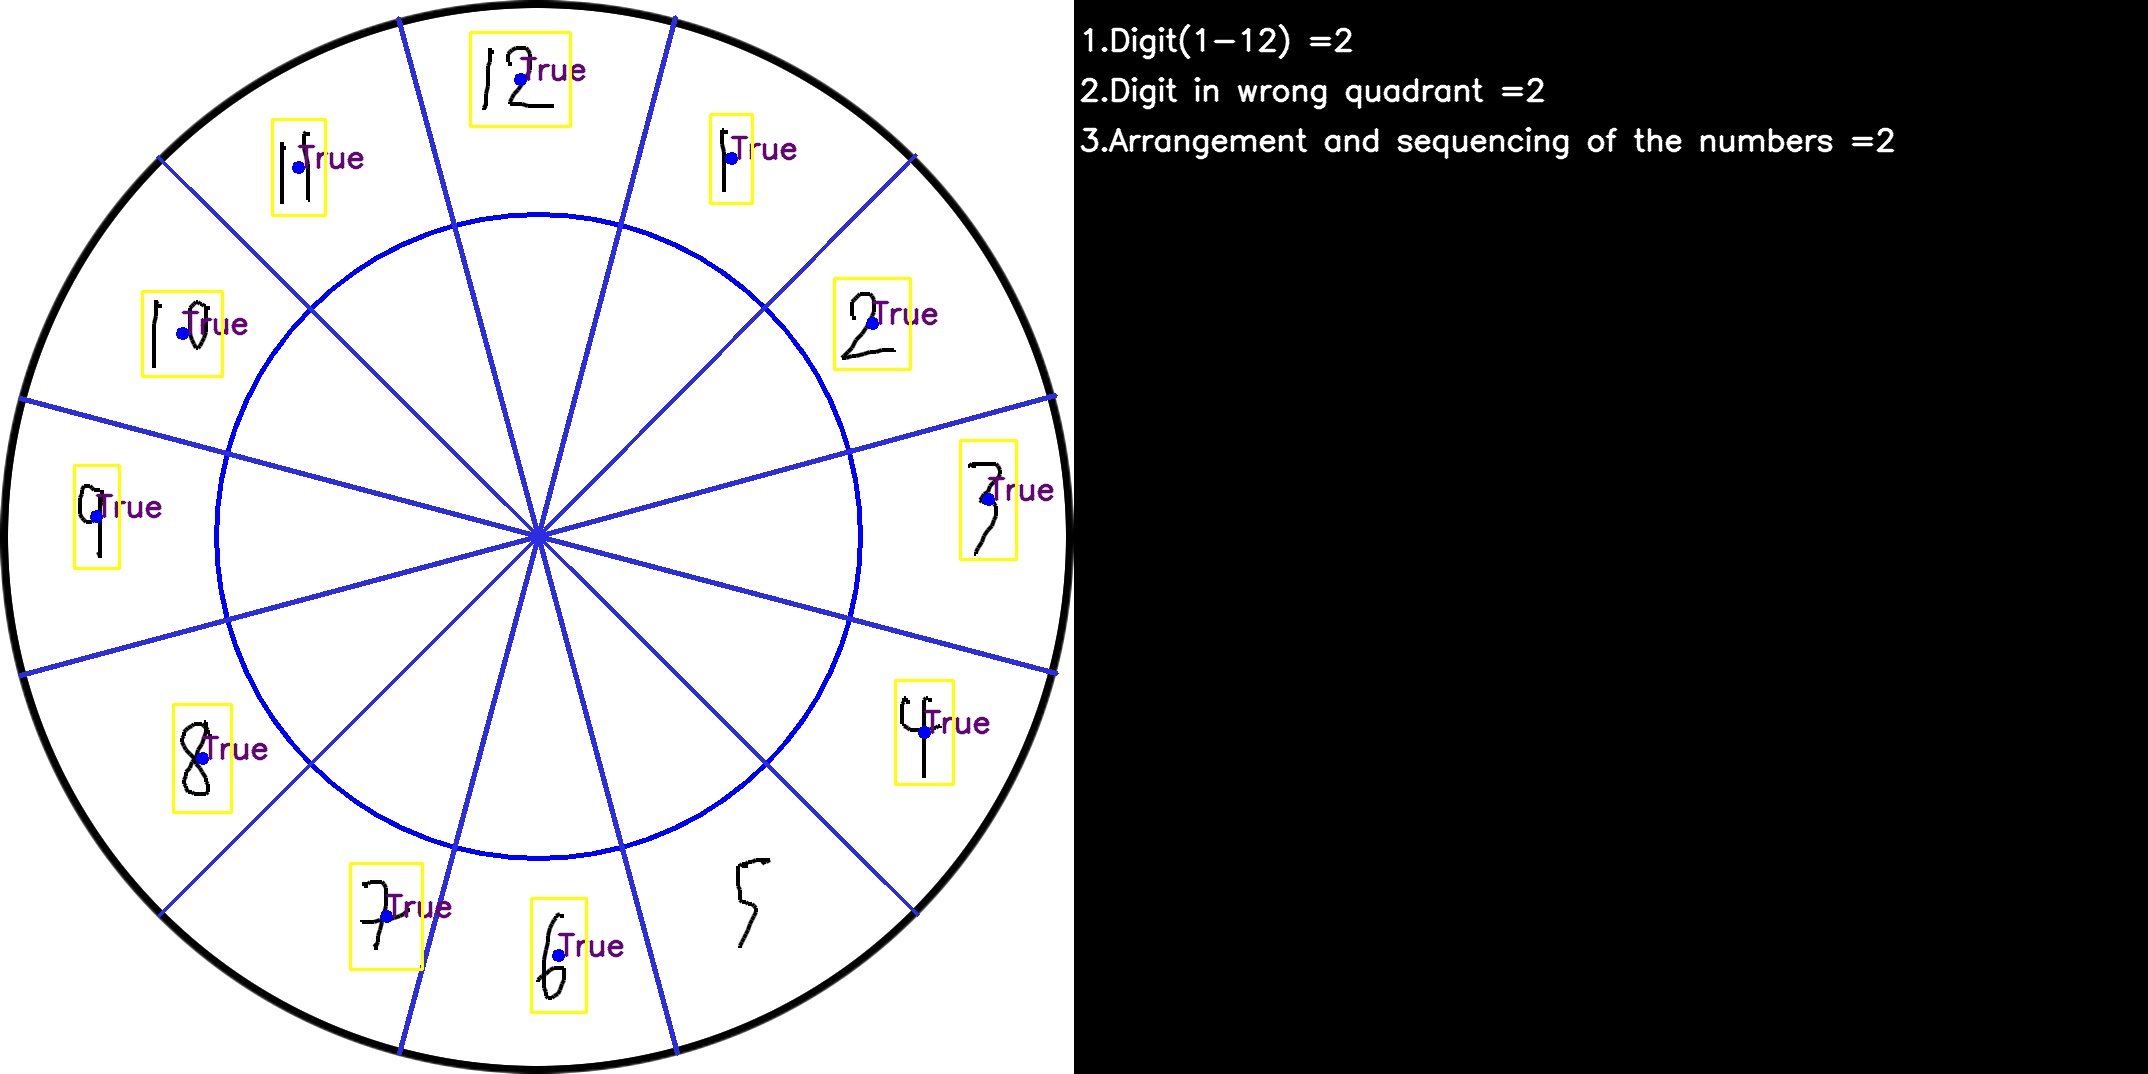 12 True
11 True
1 True
10 True
2 True
9 True
3 True
8 True
4 True
7 True
6 True
5
1.Digit(1-12) =2
2.Digit in wrong quadrant =2
3.Arrangement and sequencing of the numbers =2